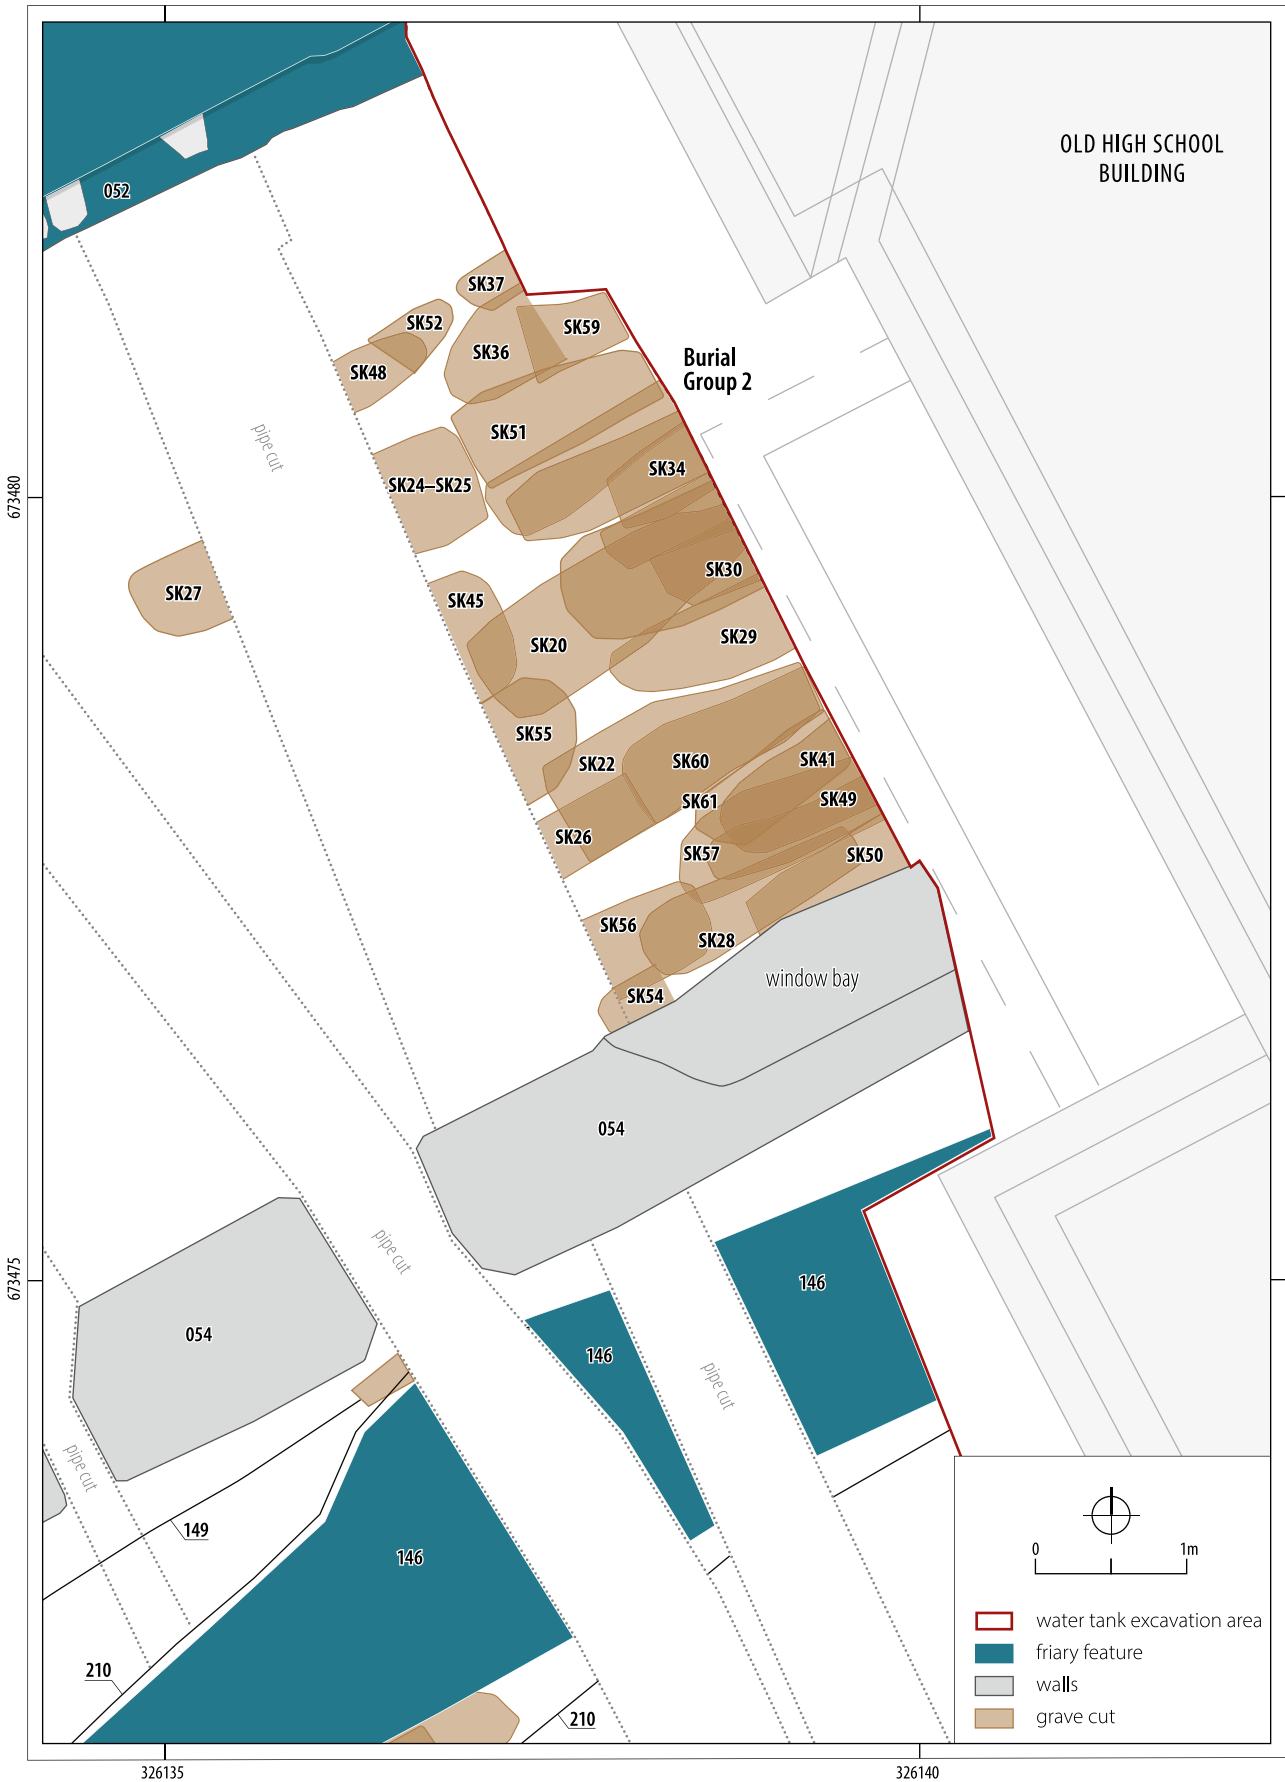 OLD HIGH SCHOOL
BUILDING
052
SK37
SK52
SK59
SK36
SK48
Burial
Group 2
SK51
pipe cut
SK34
SK24–SK25
673480
SK30
SK27
SK45
SK29
SK20
SK55
SK22
SK60
SK41
SK61
SK49
SK26
SK57
SK50
SK56
SK28
window bay
SK54
054
pipe cut
673475
146
054
146
pipe cut
pipe cut
149
146
210
210
0
1m
water tank excavation area
friary feature
walls
grave cut
326135
326140